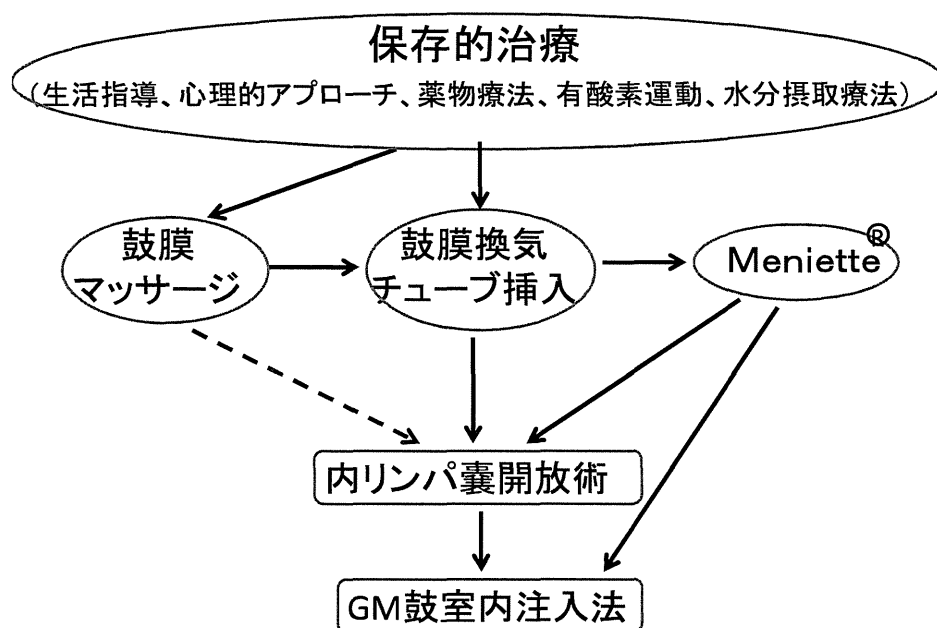 保存的治療
(生活指導、心理的アプローチ、薬物療法、有酸素運動、水分摂取療法)
鼓膜
マッサージ
鼓膜換気
チューブ挿入
Meniette®
内リンパ嚢開放術
GM鼓室内注入法